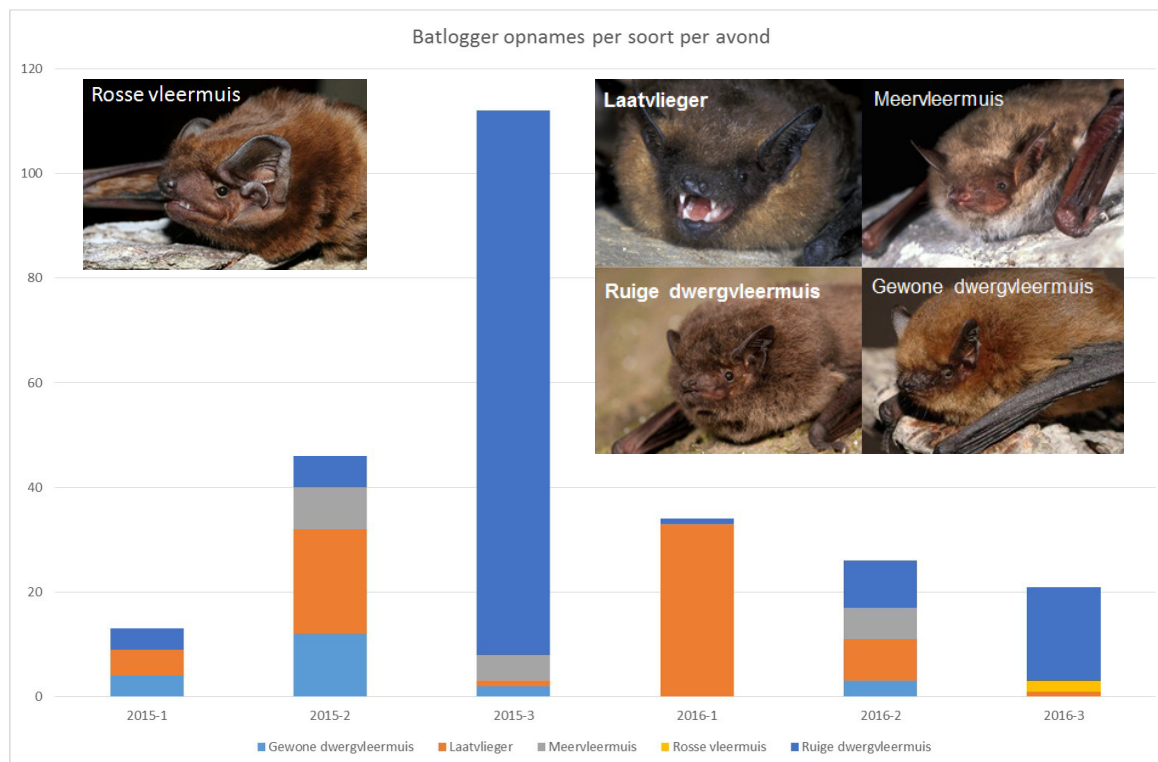 Batlogger opnames per soort per avond
120
100
80
60
40
20
0
Rosse vleermuis
Laatvlieger
Meervleermuis
Ruige dwergvleermuis
Gewone dwergvleermuis
2015-1 2015-2 2015-3 2016-1 2016-2 2016-3
Gewone dwergvleermuis Laatvlieger Meervleermuis Rosse vleermuis Ruige dwergvleermuis